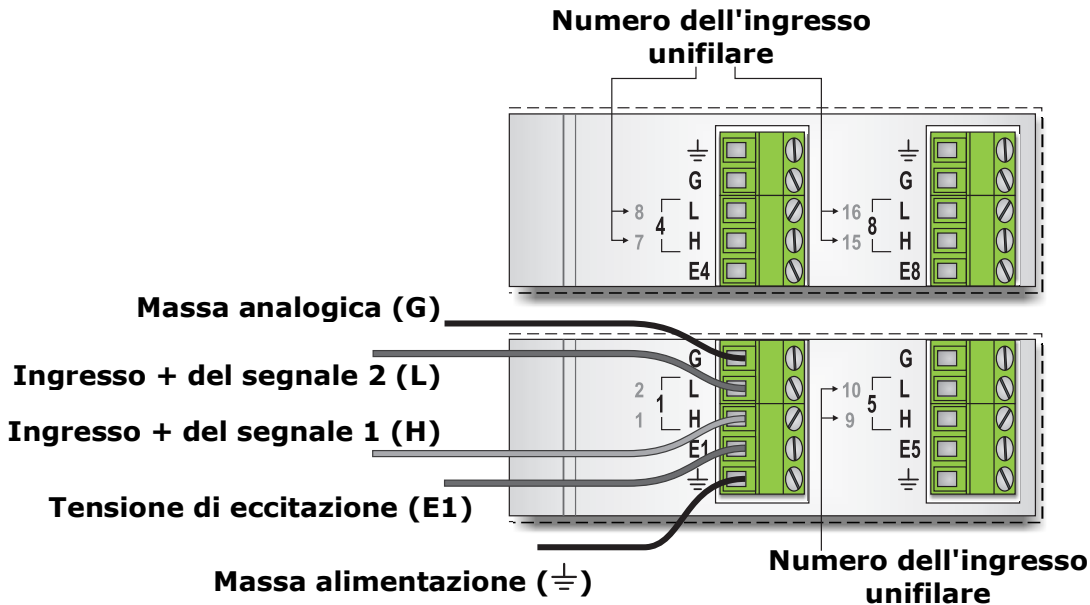 Numero dell'ingresso
unifilare
G
8 4 L
7 H
E4
G
16 8 L
15 H
E8
Massa analogica (G)
Ingresso + del segnale 2 (L)
Ingresso + del segnale 1 (H)
Tensione di eccitazione (E1)
Massa alimentazione (⏚)
G
2 1 L
1 H
E1
G
10 5 L
9 H
E5
Numero dell'ingresso
unifilare